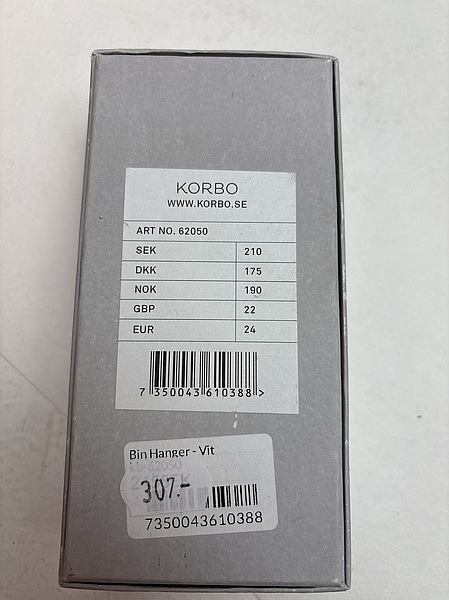 KORBO
WWW.KORBO.SE
ART NO. 62050
SEK 210
DKK 175
NOK 190
GBP 22
EUR 24
7 350043 610388 >
Bin Hanger - Vit
62050
307.-
7350043610388